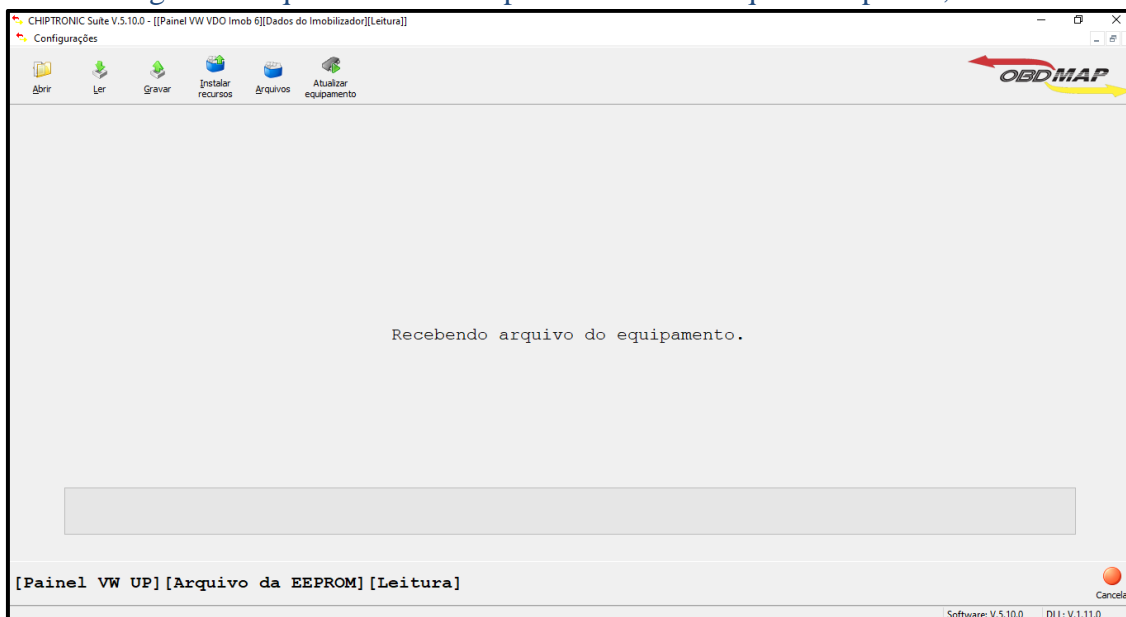 CHIPTRONIC Suíte V.5.10.0 - [[Painel VW VDO Imob 6][Dados do Imobilizador][Leitura]]
Configurações
Abrir
Ler
Gravar
Instalar
recursos
Arquivos
Atualizar
equipamento
OBDMAP
Recebendo arquivo do equipamento.
[Painel VW UP][Arquivo da EEPROM][Leitura]
Cancela
Software: V.5.10.0 DLL: V.1.11.0